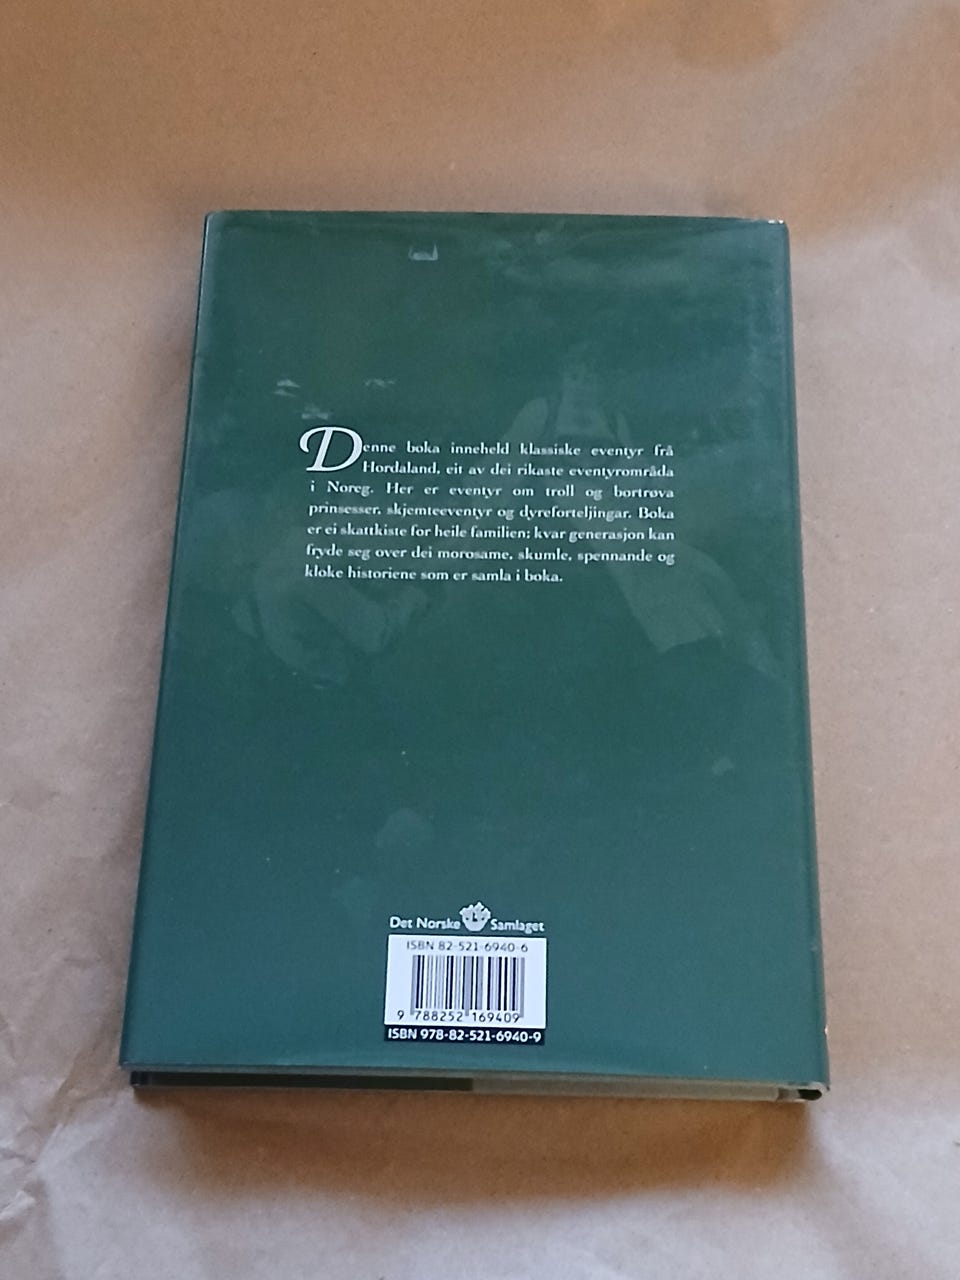 Denne boka inneheld klassiske eventyr frå
Hordaland, eit av dei rikaste eventyrområda
i Noreg. Her er eventyr om troll og bortrøva
prinsesser, skjemteeventyr og dyreforteljingar. Boka
er ei skattkiste for heile familien; kvar generasjon kan
fryde seg over dei morosame, skumle, spennande og
kloke historiene som er samla i boka.
Det Norske Samlaget
ISBN 82-521-6940-6
9 788252 169409
ISBN 978-82-521-6940-9